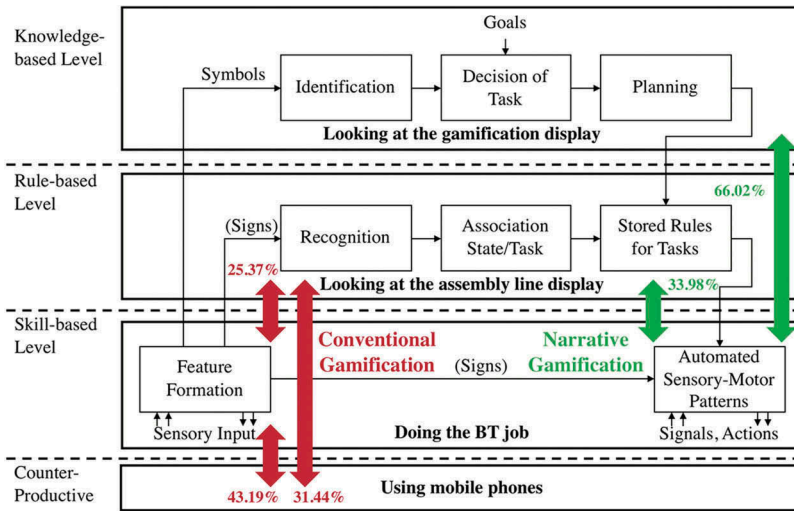 Knowledge-
based Level
Goals
Symbols
Identification
Decision of
Task
Planning
Looking at the gamification display
Rule-based
Level
66.02%
(Signs)
Recognition
Association
State/Task
Stored Rules
for Tasks
25.37%
Looking at the assembly line display
33.98%
Skill-based
Level
Feature
Formation
Conventional
Gamification
Narrative
Gamification
(Signs)
Automated
Sensory-Motor
Patterns
Sensory Input
Doing the BT job
Signals, Actions
Counter-
Productive
43.19%
31.44%
Using mobile phones